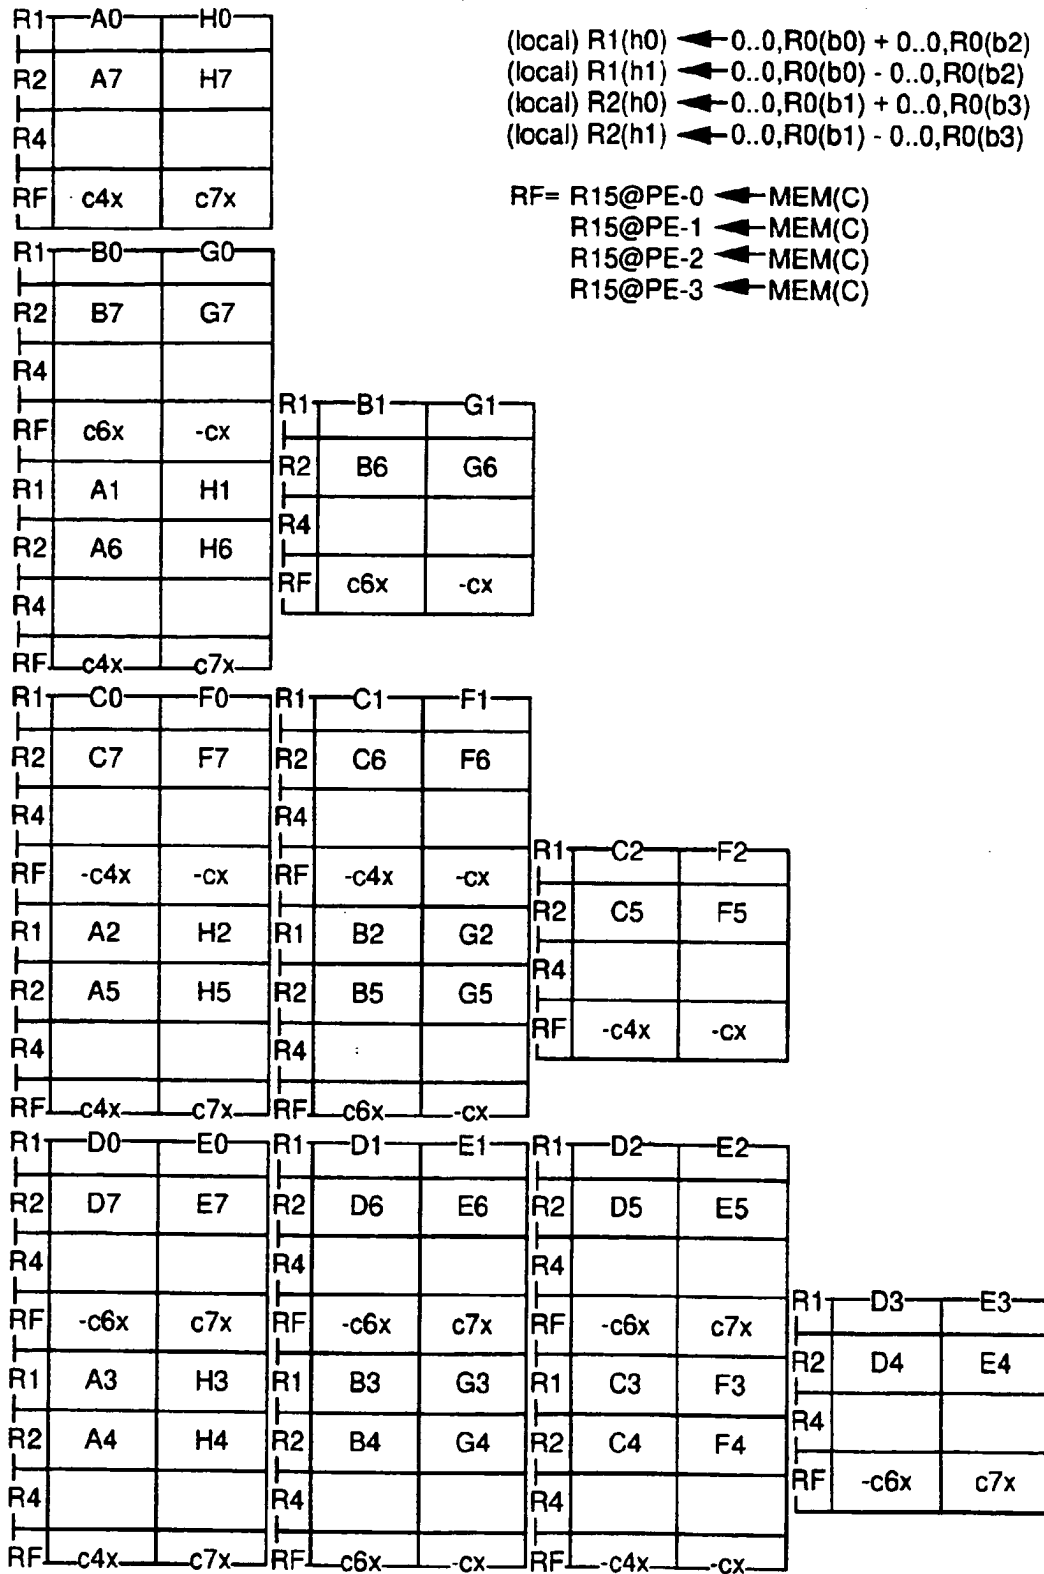 R1 A0 H0
R2 A7 H7
R4
RF c4x c7x
(local) R1(h0) ◄ 0..0,R0(b0) + 0..0,R0(b2)
(local) R1(h1) ◄ 0..0,R0(b0) - 0..0,R0(b2)
(local) R2(h0) ◄ 0..0,R0(b1) + 0..0,R0(b3)
(local) R2(h1) ◄ 0..0,R0(b1) - 0..0,R0(b3)
RF= R15@PE-0 ◄ MEM(C)
R15@PE-1 ◄ MEM(C)
R15@PE-2 ◄ MEM(C)
R15@PE-3 ◄ MEM(C)
R1 B0 G0
R2 B7 G7
R4
RF c6x -cx
R1 A1 H1
R2 A6 H6
R4
RF c4x c7x
R1 B1 G1
R2 B6 G6
R4
RF c6x -cx
R1 C0 F0
R2 C7 F7
R4
RF -c4x -cx
R1 A2 H2
R2 A5 H5
R4
RF c4x c7x
R1 C1 F1
R2 C6 F6
R4
RF -c4x -cx
R1 B2 G2
R2 B5 G5
R4
RF c6x -cx
R1 C2 F2
R2 C5 F5
R4
RF -c4x -cx
R1 D0 E0
R2 D7 E7
R4
RF -c6x c7x
R1 A3 H3
R2 A4 H4
R4
RF c4x c7x
R1 D1 E1
R2 D6 E6
R4
RF -c6x c7x
R1 B3 G3
R2 B4 G4
R4
RF c6x -cx
R1 D2 E2
R2 D5 E5
R4
RF -c6x c7x
R1 C3 F3
R2 C4 F4
R4
RF -c4x -cx
R1 D3 E3
R2 D4 E4
R4
RF -c6x c7x